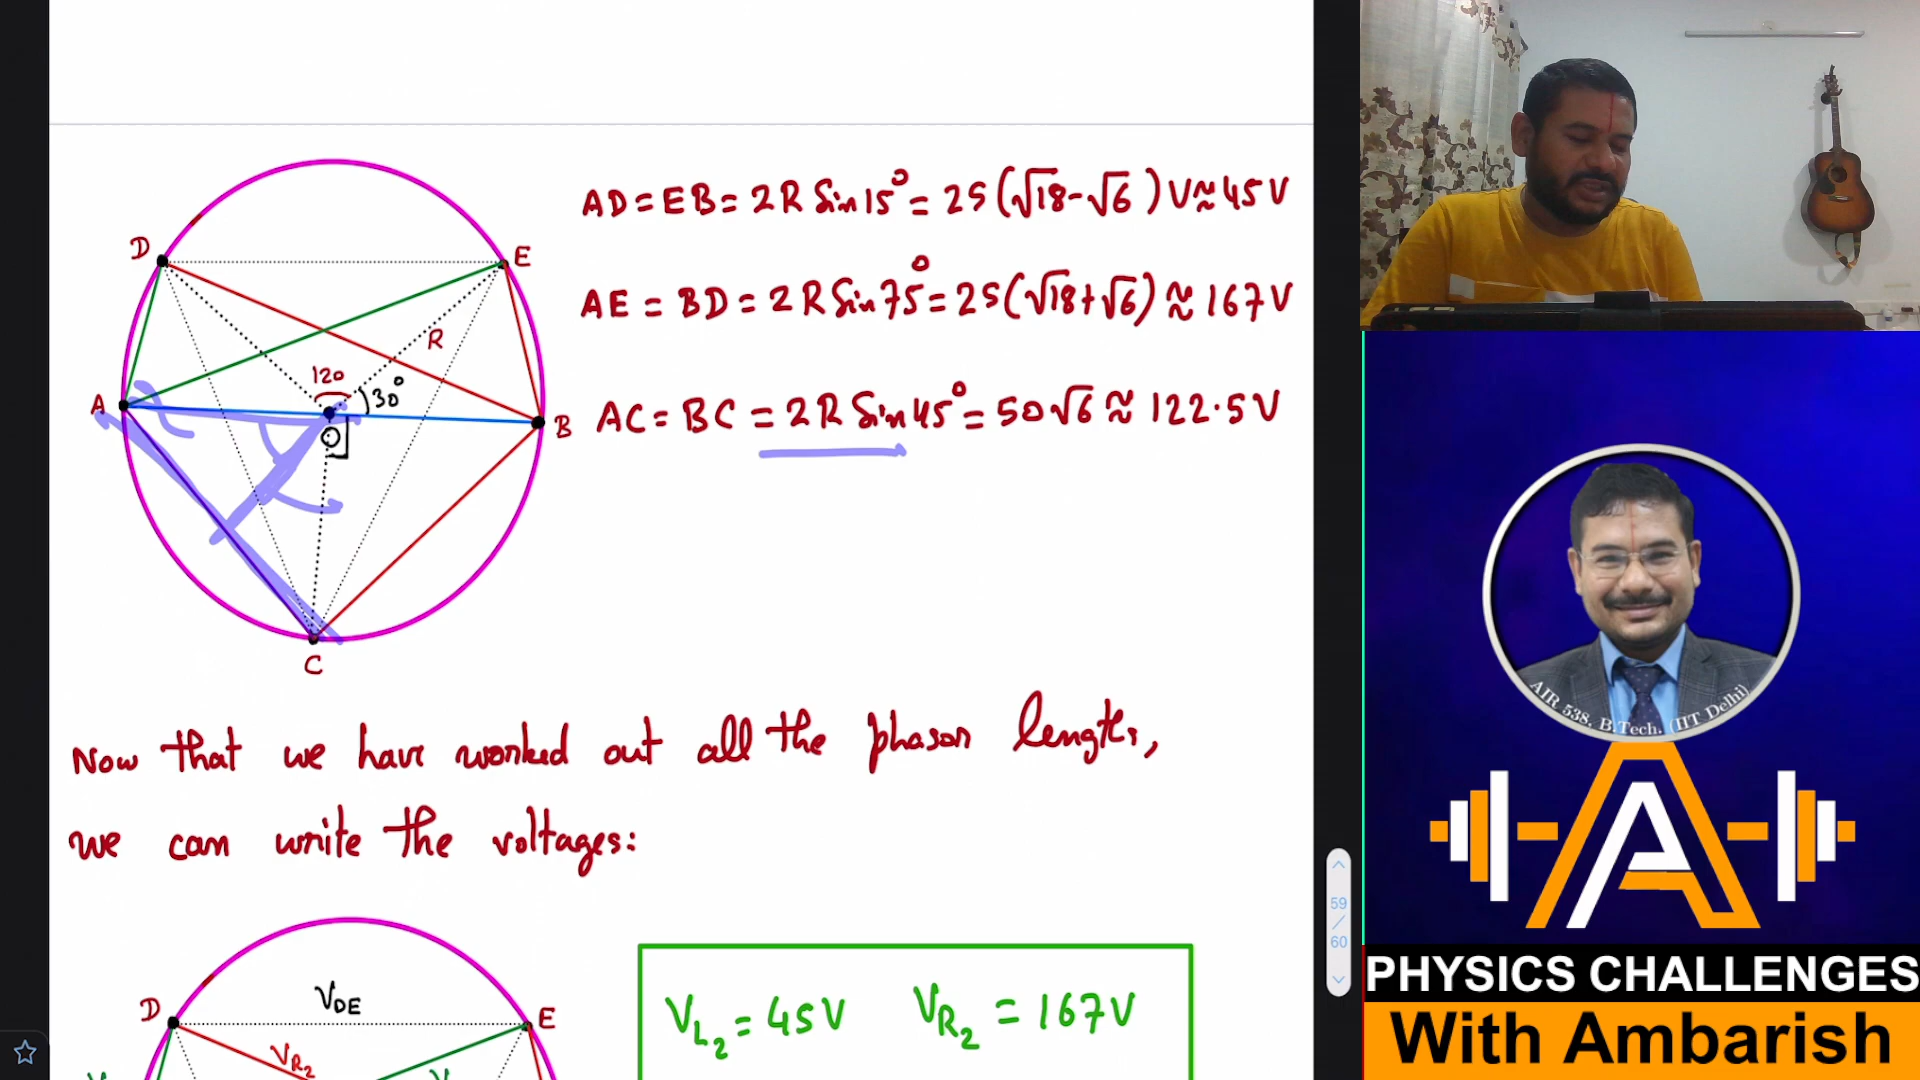 AD = EB = 2R Sin 15° = 25(√18-√6) V ≈ 45 V
D
E
AE = BD = 2R Sin 75° = 25(√18+√6) ≈ 167 V
R
120
30°
A
O
B
AC = BC = 2R Sin 45° = 50√6 ≈ 122.5 V
C
Now that we have worked out all the phasor lengths,
we can write the voltages:
D
V_DE
E
V_R₂
V_L₂ = 45 V V_R₂ = 167 V
59
/
60
AIR 538, B.Tech. (IIT Delhi)
A
PHYSICS CHALLENGES
With Ambarish